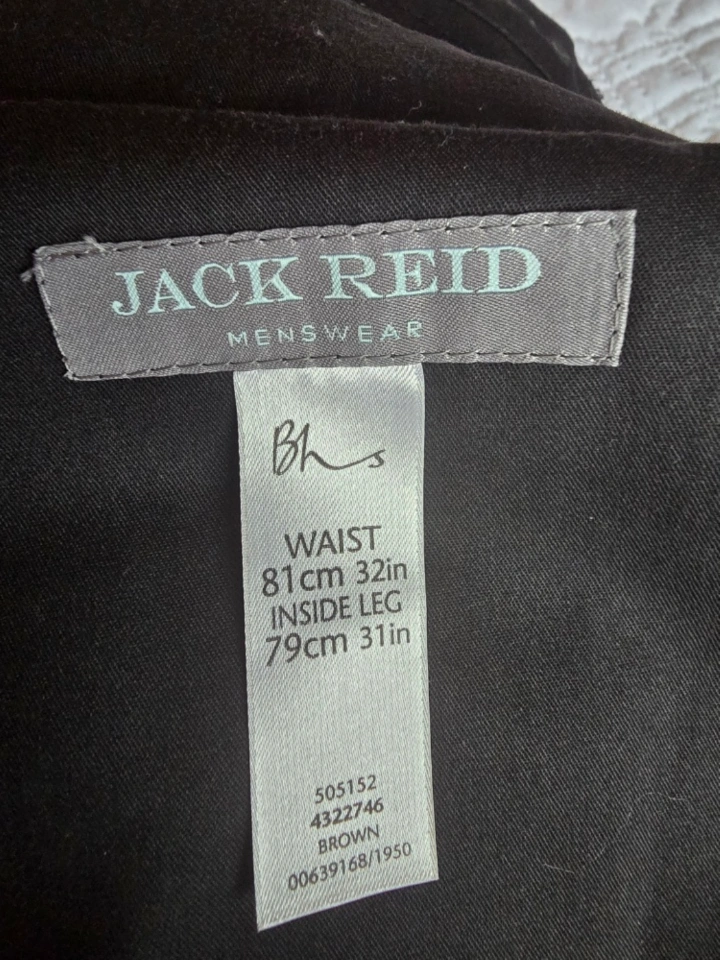 JACK REID
MENSWEAR
Bhs
WAIST
81cm 32in
INSIDE LEG
79cm 31in
505152
4322746
BROWN
00639168/1950